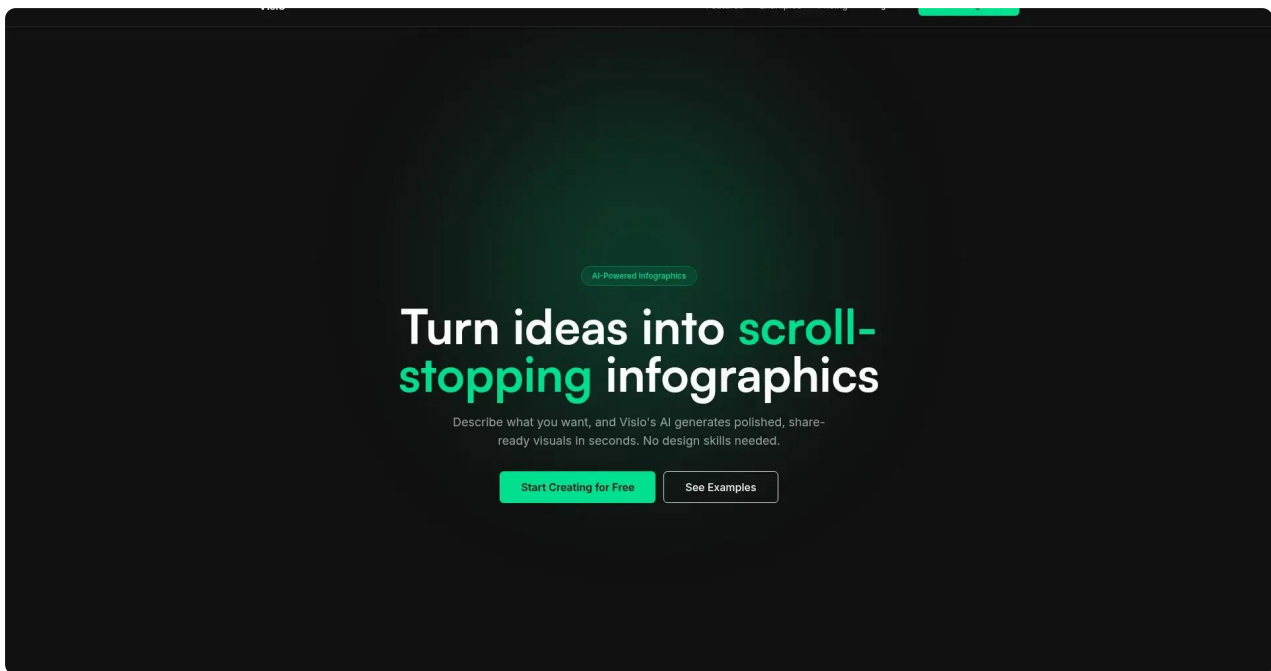 Vislo
AI-Powered Infographics
Turn ideas into scroll-
stopping infographics
Describe what you want, and Vislo's AI generates polished, share-
ready visuals in seconds. No design skills needed.
Start Creating for Free
See Examples